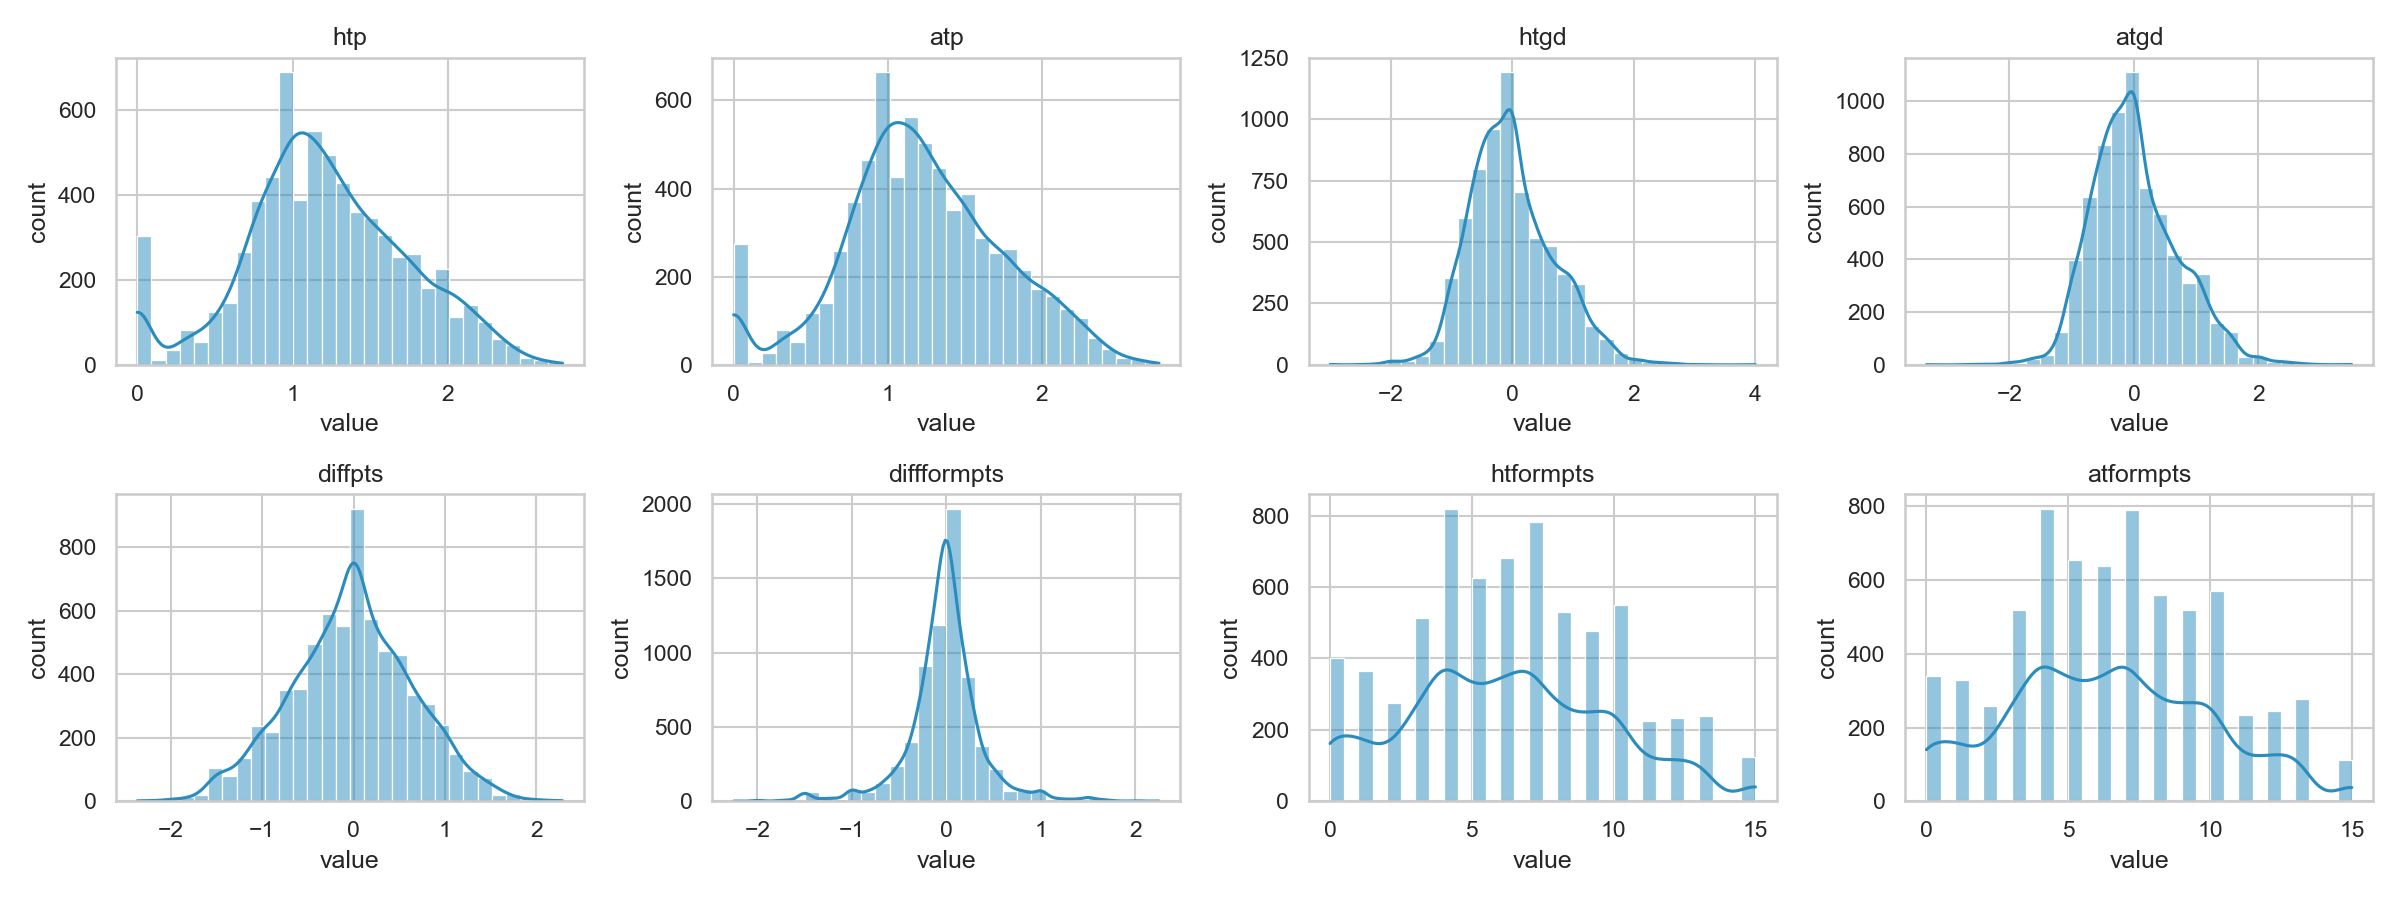 htp
600
400
200
0
count
0 1 2
value
atp
600
400
200
0
count
0 1 2
value
htgd
1250
1000
750
500
250
0
count
−2 0 2 4
value
atgd
1000
800
600
400
200
0
count
−2 0 2
value
diffpts
800
600
400
200
0
count
−2 −1 0 1 2
value
diffformpts
2000
1500
1000
500
0
count
−2 −1 0 1 2
value
htformpts
800
600
400
200
0
count
0 5 10 15
value
atformpts
800
600
400
200
0
count
0 5 10 15
value